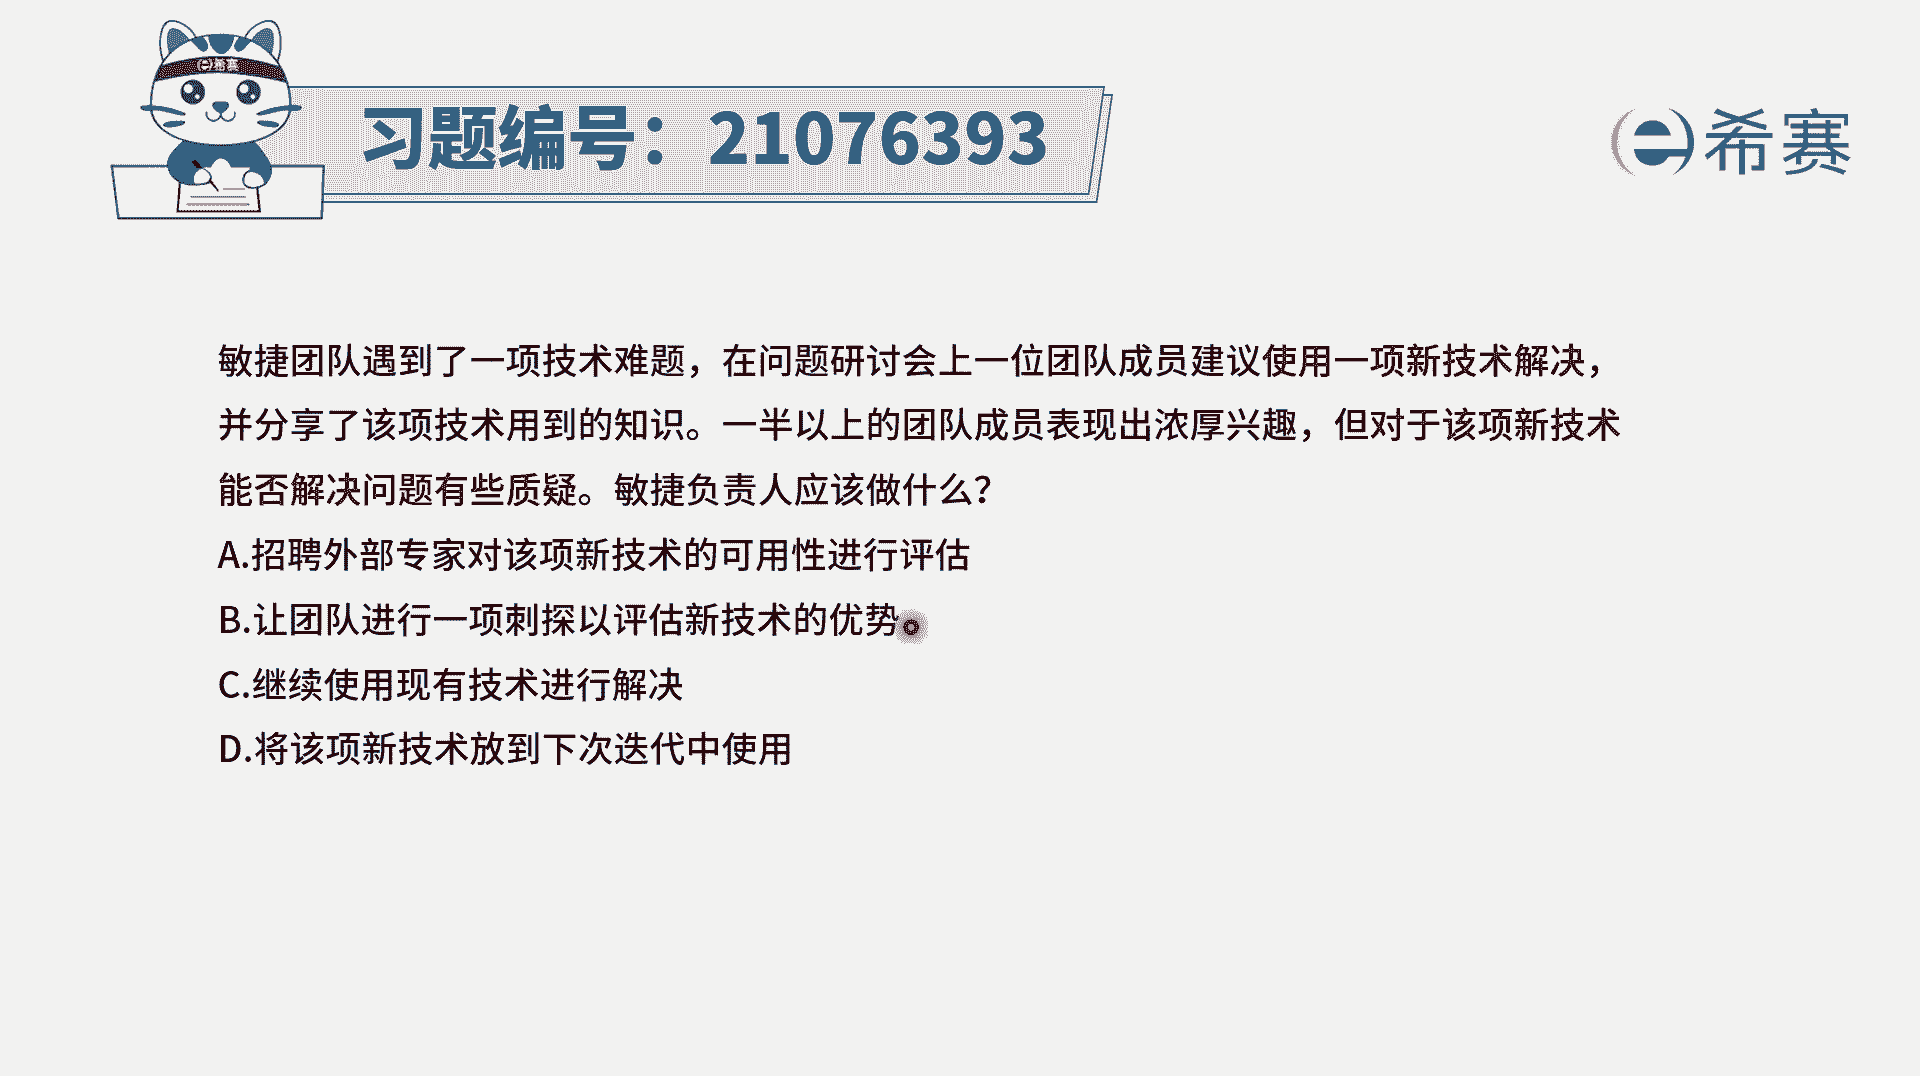 希赛
习题编号：21076393
希赛
敏捷团队遇到了一项技术难题，在问题研讨会上一位团队成员建议使用一项新技术解决，
并分享了该项技术用到的知识。一半以上的团队成员表现出浓厚兴趣，但对于该项新技术
能否解决问题有些质疑。敏捷负责人应该做什么？
A.招聘外部专家对该项新技术的可用性进行评估
B.让团队进行一项刺探以评估新技术的优势
C.继续使用现有技术进行解决
D.将该项新技术放到下次迭代中使用